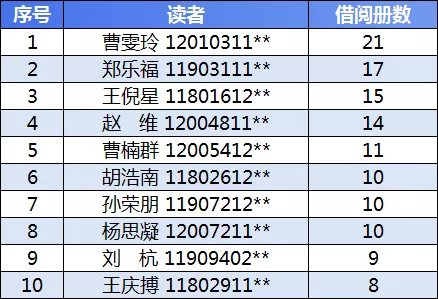 序号 读者 借阅册数
1 曹雯玲 12010311** 21
2 郑乐福 11903111** 17
3 王倪星 11801612** 15
4 赵　维 12004811** 14
5 曹楠群 12005412** 11
6 胡浩南 11802612** 10
7 孙荣朋 11907212** 10
8 杨思凝 12007211** 10
9 刘　杭 11909402** 9
10 王庆搏 11802911** 8